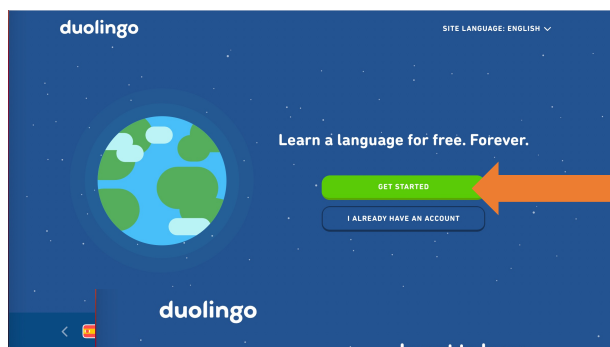 duolingo
SITE LANGUAGE: ENGLISH
Learn a language for free. Forever.
GET STARTED
I ALREADY HAVE AN ACCOUNT
duolingo